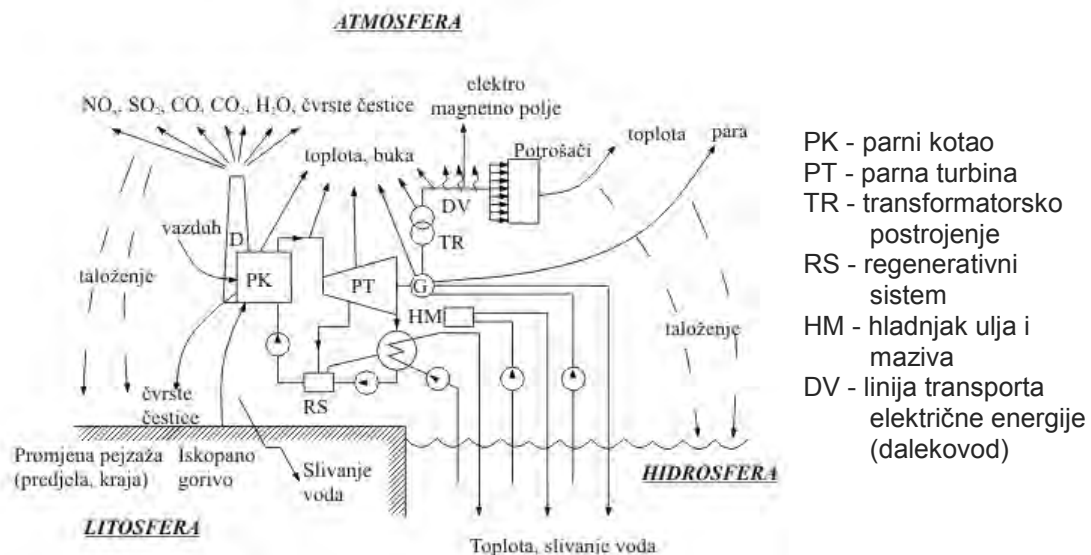 ATMOSFERA
elektro
magnetno polje
NOₓ, SO₂, CO, CO₂, H₂O, čvrste čestice
toplota, buka
Potrošači
toplota
para
DV
TR
vazduh
D
PK
PT
G
HM
taloženje
taloženje
RS
čvrste
čestice
Promjena pejzaža
(predjela, kraja)
Iskopano
gorivo
Slivanje
voda
HIDROSFERA
LITOSFERA
Toplota, slivanje voda
PK - parni kotao
PT - parna turbina
TR - transformatorsko
postrojenje
RS - regenerativni
sistem
HM - hladnjak ulja i
maziva
DV - linija transporta
električne energije
(dalekovod)